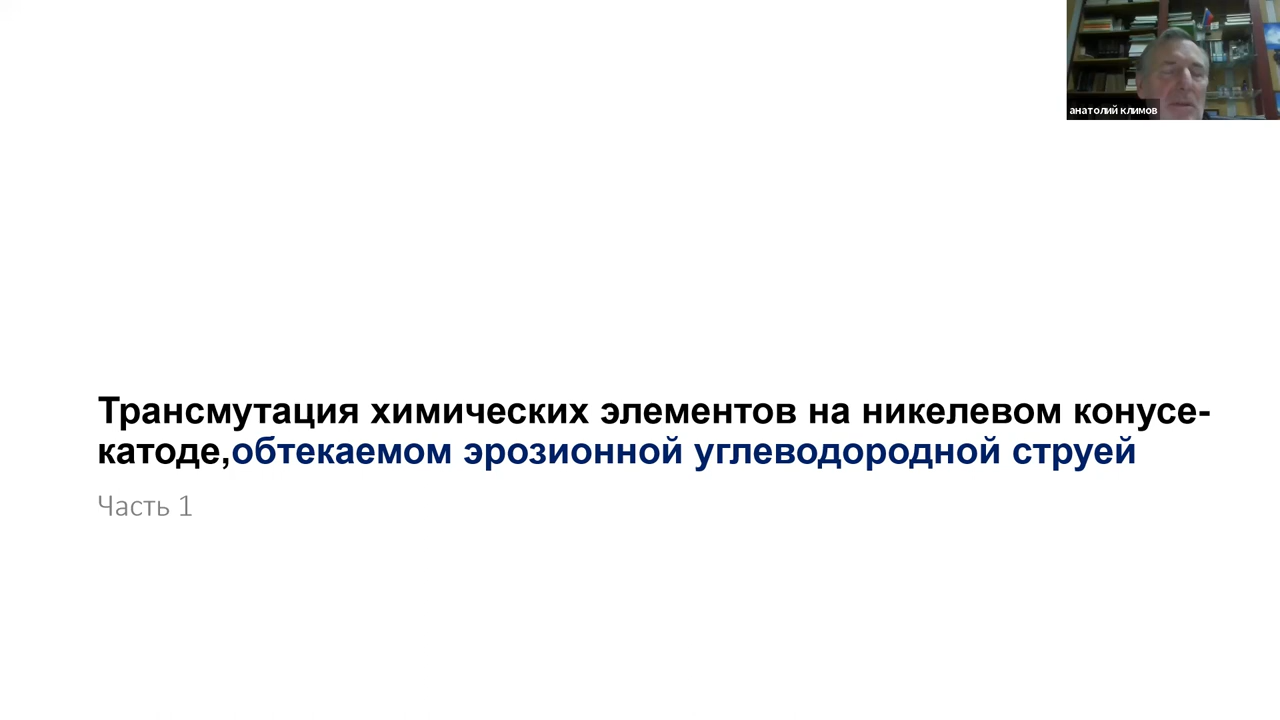 анатолий климов
Трансмутация химических элементов на никелевом конусе-
катоде,обтекаемом эрозионной углеводородной струей
Часть 1